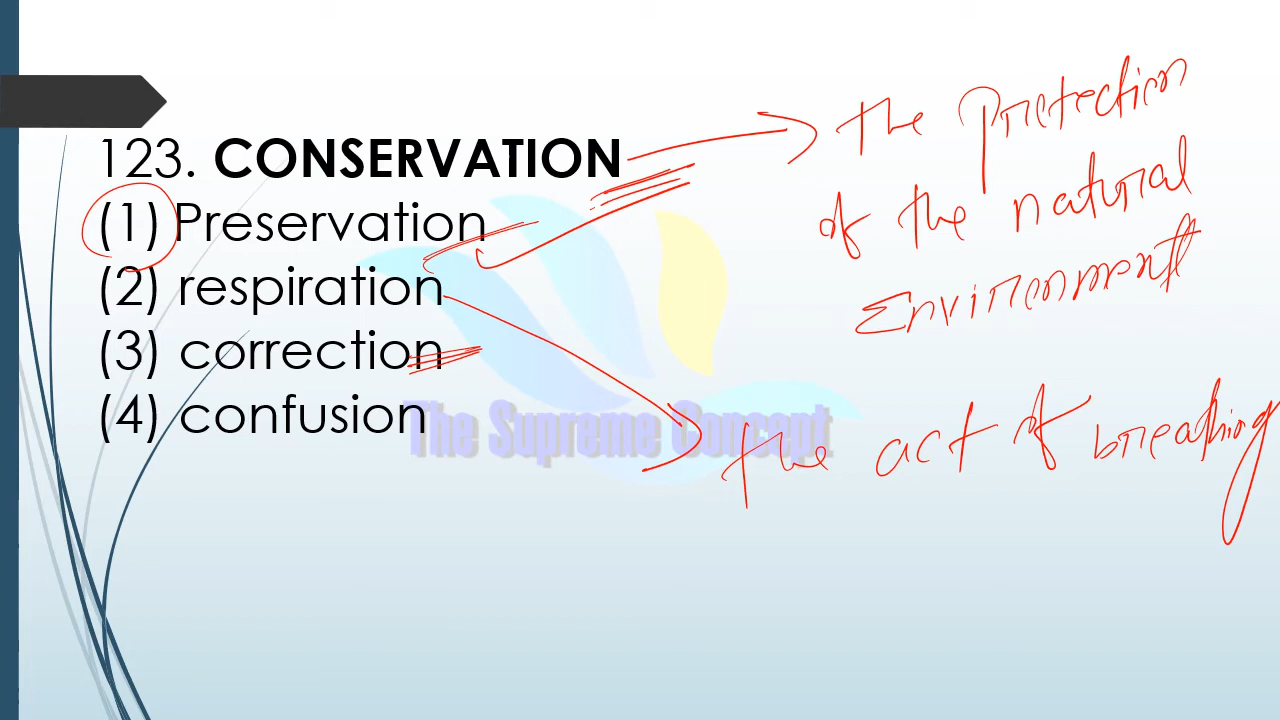 123. CONSERVATION
(1) Preservation
(2) respiration
(3) correction
(4) confusion
the protection
of the natural
Environment
the act of breathing
The Supreme Concept